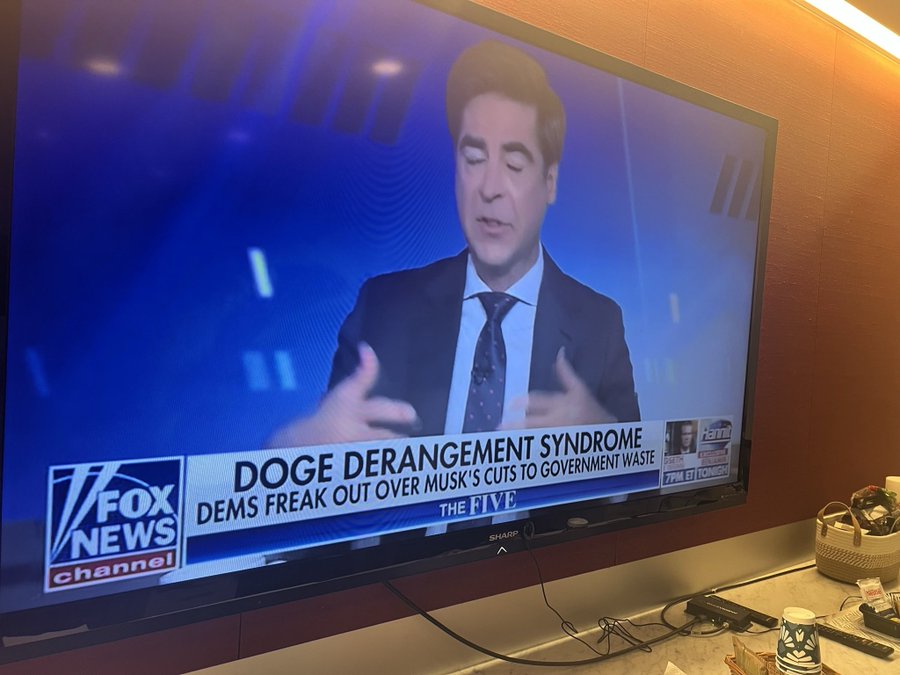 DOGE DERANGEMENT SYNDROME
DEMS FREAK OUT OVER MUSK'S CUTS TO GOVERNMENT WASTE
THE FIVE
FOX
NEWS
channel
7PM ET TONIGHT
SHARP